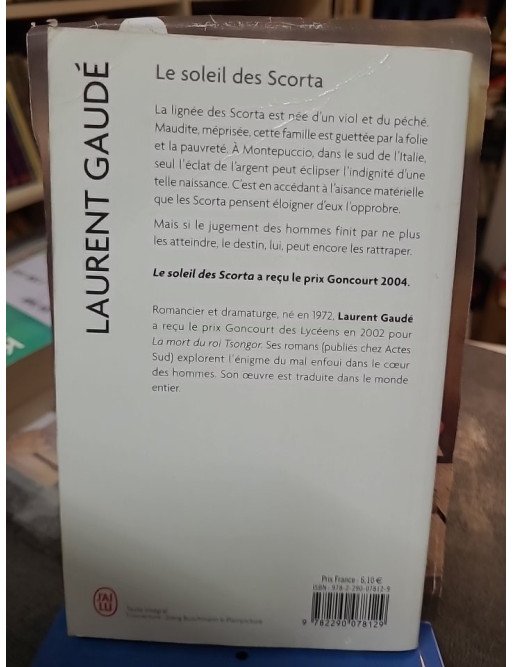 LAURENT GAUDÉ
Le soleil des Scorta
La lignée des Scorta est née d'un viol et du péché.
Maudite, méprisée, cette famille est guettée par la folie
et la pauvreté. À Montepuccio, dans le sud de l'Italie,
seul l'éclat de l'argent peut éclipser l'indignité d'une
telle naissance. C'est en accédant à l'aisance matérielle
que les Scorta pensent éloigner d'eux l'opprobre.
Mais si le jugement des hommes finit par ne plus
les atteindre, le destin, lui, peut encore les rattraper.
Le soleil des Scorta a reçu le prix Goncourt 2004.
Romancier et dramaturge, né en 1972, Laurent Gaudé
a reçu le prix Goncourt des Lycéens en 2002 pour
La mort du roi Tsongor. Ses romans (publiés chez Actes
Sud) explorent l'énigme du mal enfoui dans le cœur
des hommes. Son œuvre est traduite dans le monde
entier.
Prix France : 6,10 €
ISBN : 978-2-290-07812-9
9 782290 078129
J'AI
LU
Texte intégral
Couverture :